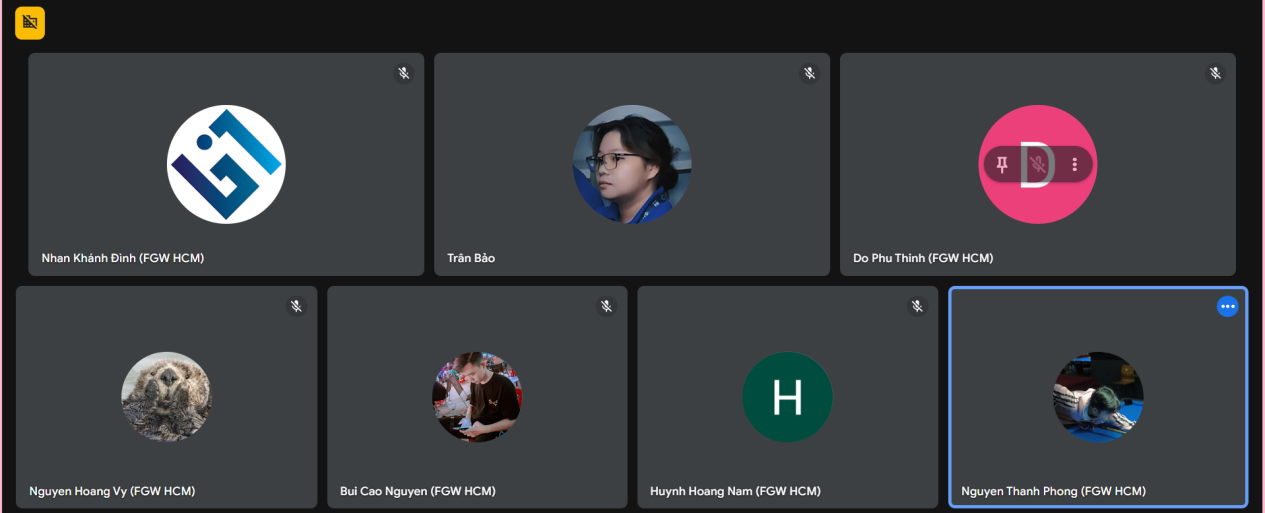 Nhan Khánh Đình (FGW HCM)
Trân Bảo
D
Do Phu Thinh (FGW HCM)
Nguyen Hoang Vy (FGW HCM)
Bui Cao Nguyen (FGW HCM)
H
Huynh Hoang Nam (FGW HCM)
Nguyen Thanh Phong (FGW HCM)